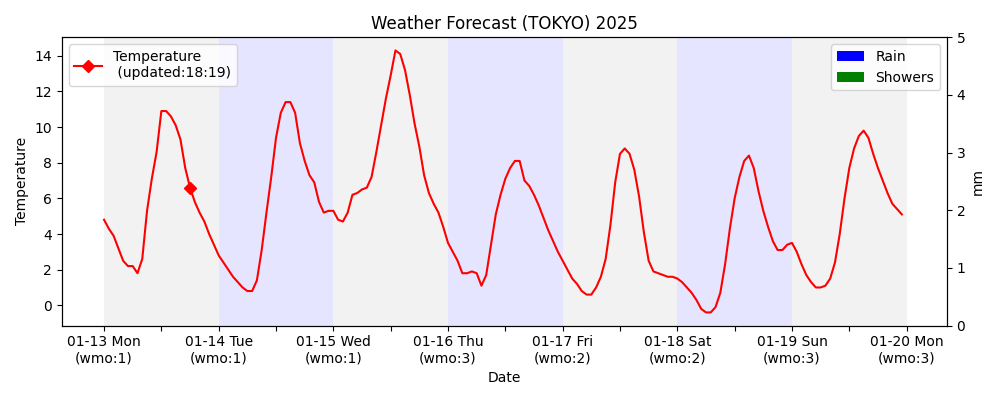 Weather Forecast (TOKYO) 2025
Temperature
(updated:18:19)
Rain
Showers
Temperature
14
12
10
8
6
4
2
0
5
4
3
2
1
0
mm
01-13 Mon
(wmo:1)
01-14 Tue
(wmo:1)
01-15 Wed
(wmo:1)
01-16 Thu
(wmo:3)
01-17 Fri
(wmo:2)
01-18 Sat
(wmo:2)
01-19 Sun
(wmo:3)
01-20 Mon
(wmo:3)
Date